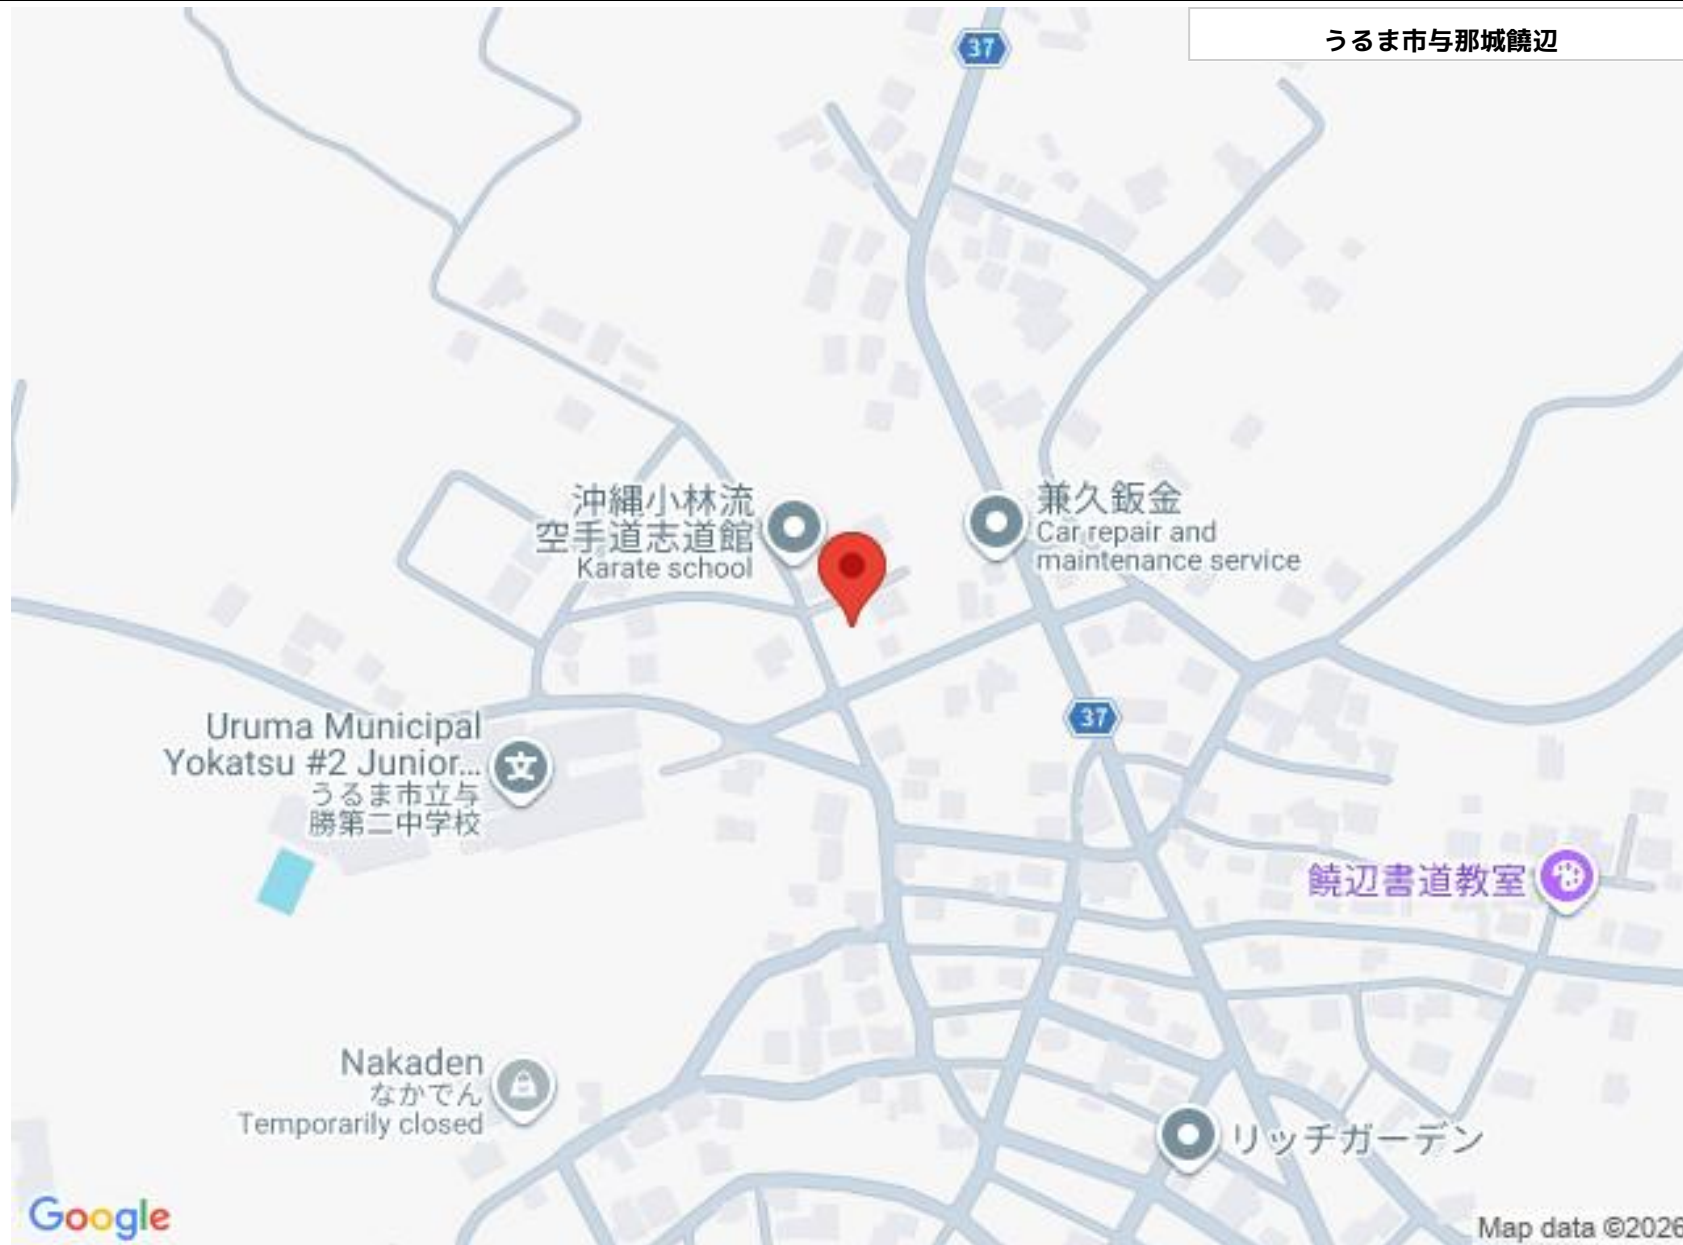 うるま市与那城饒辺
37
沖縄小林流
空手道志道館
Karate school
兼久鈑金
Car repair and
maintenance service
37
Uruma Municipal
Yokatsu #2 Junior...
うるま市立与
勝第二中学校
饒辺書道教室
Nakaden
なかでん
Temporarily closed
リッチガーデン
Google
Map data ©2026